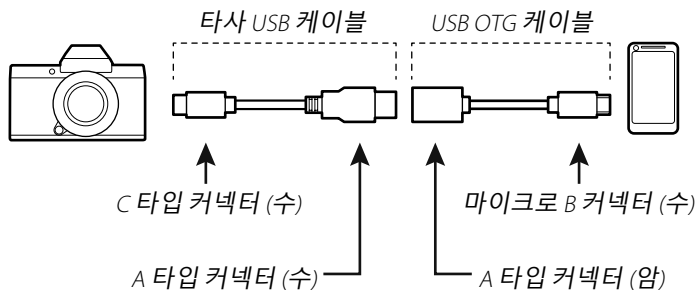 타사 USB 케이블
USB OTG 케이블
C 타입 커넥터 (수)
마이크로 B 커넥터 (수)
A 타입 커넥터 (수)
A 타입 커넥터 (암)